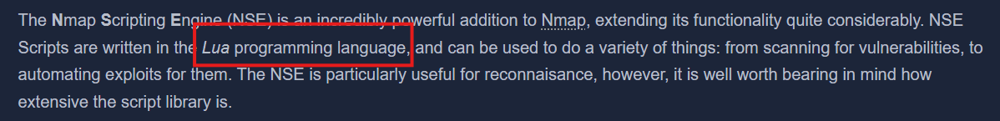 The Nmap Scripting Engine (NSE) is an incredibly powerful addition to Nmap, extending its functionality quite considerably. NSE
Scripts are written in the Lua programming language, and can be used to do a variety of things: from scanning for vulnerabilities, to
automating exploits for them. The NSE is particularly useful for reconnaisance, however, it is well worth bearing in mind how
extensive the script library is.